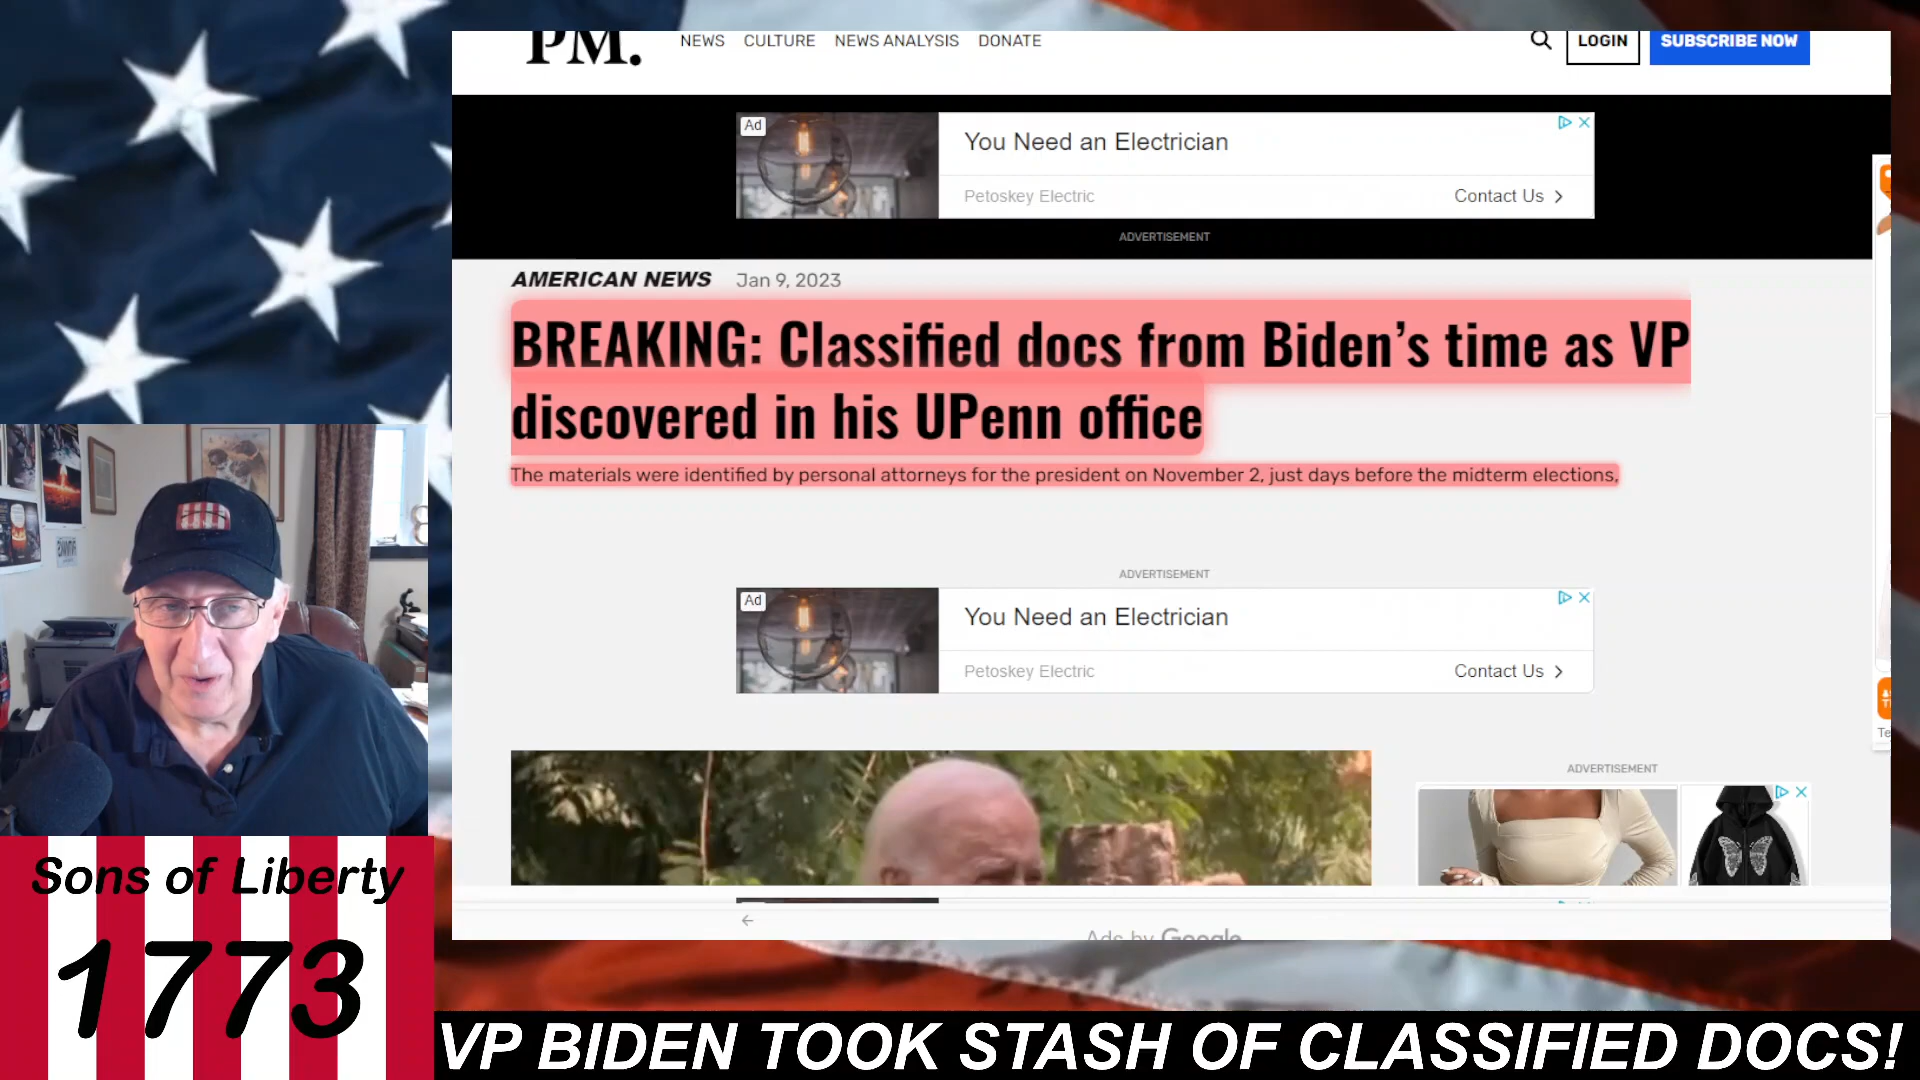 PM.
NEWS CULTURE NEWS ANALYSIS DONATE
LOGIN
SUBSCRIBE NOW
Ad
You Need an Electrician
Petoskey Electric
Contact Us
ADVERTISEMENT
AMERICAN NEWS Jan 9, 2023
BREAKING: Classified docs from Biden's time as VP
discovered in his UPenn office
The materials were identified by personal attorneys for the president on November 2, just days before the midterm elections,
ADVERTISEMENT
Ad
You Need an Electrician
Petoskey Electric
Contact Us
ADVERTISEMENT
Te
Ads by Google
Sons of Liberty
1773
VP BIDEN TOOK STASH OF CLASSIFIED DOCS!